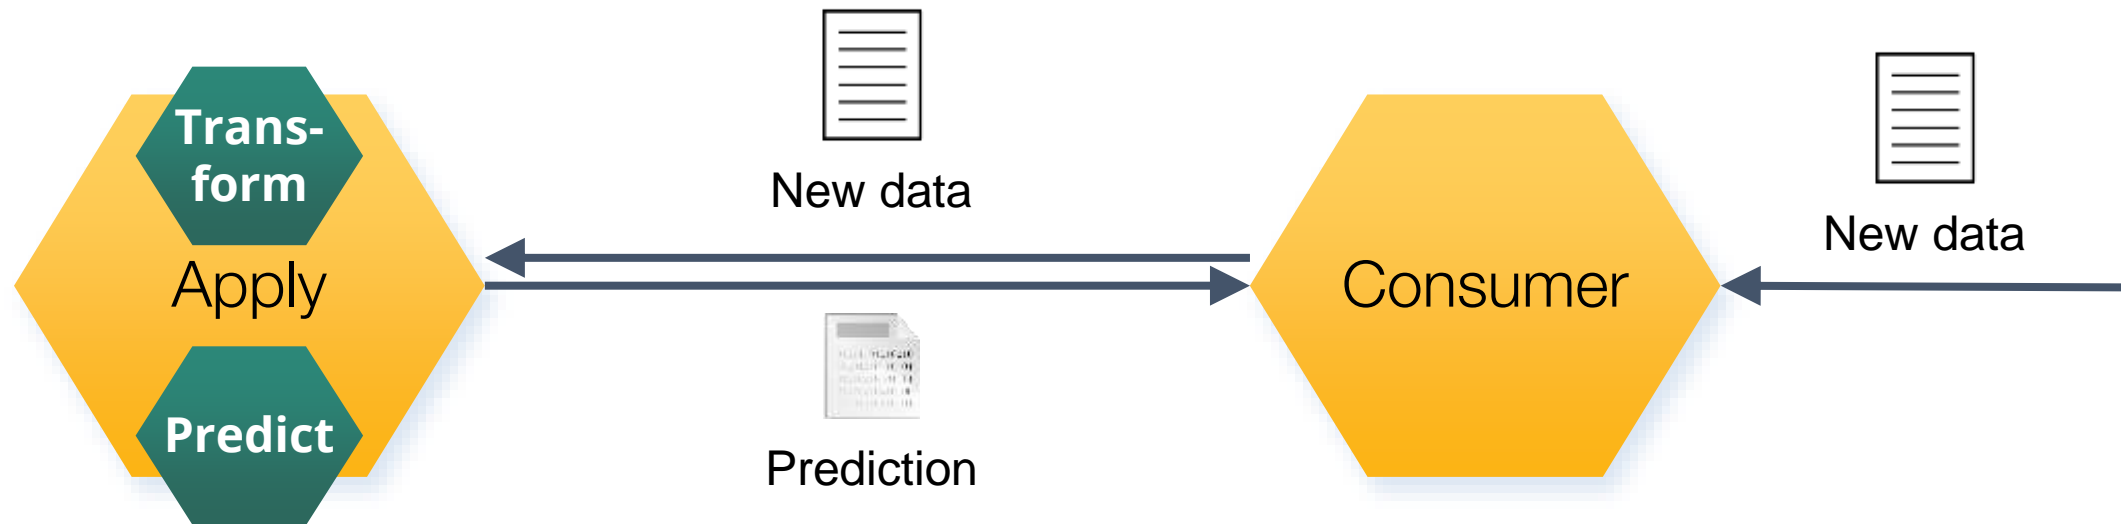 Trans-
form
Apply
Predict
New data
Prediction
Consumer
New data